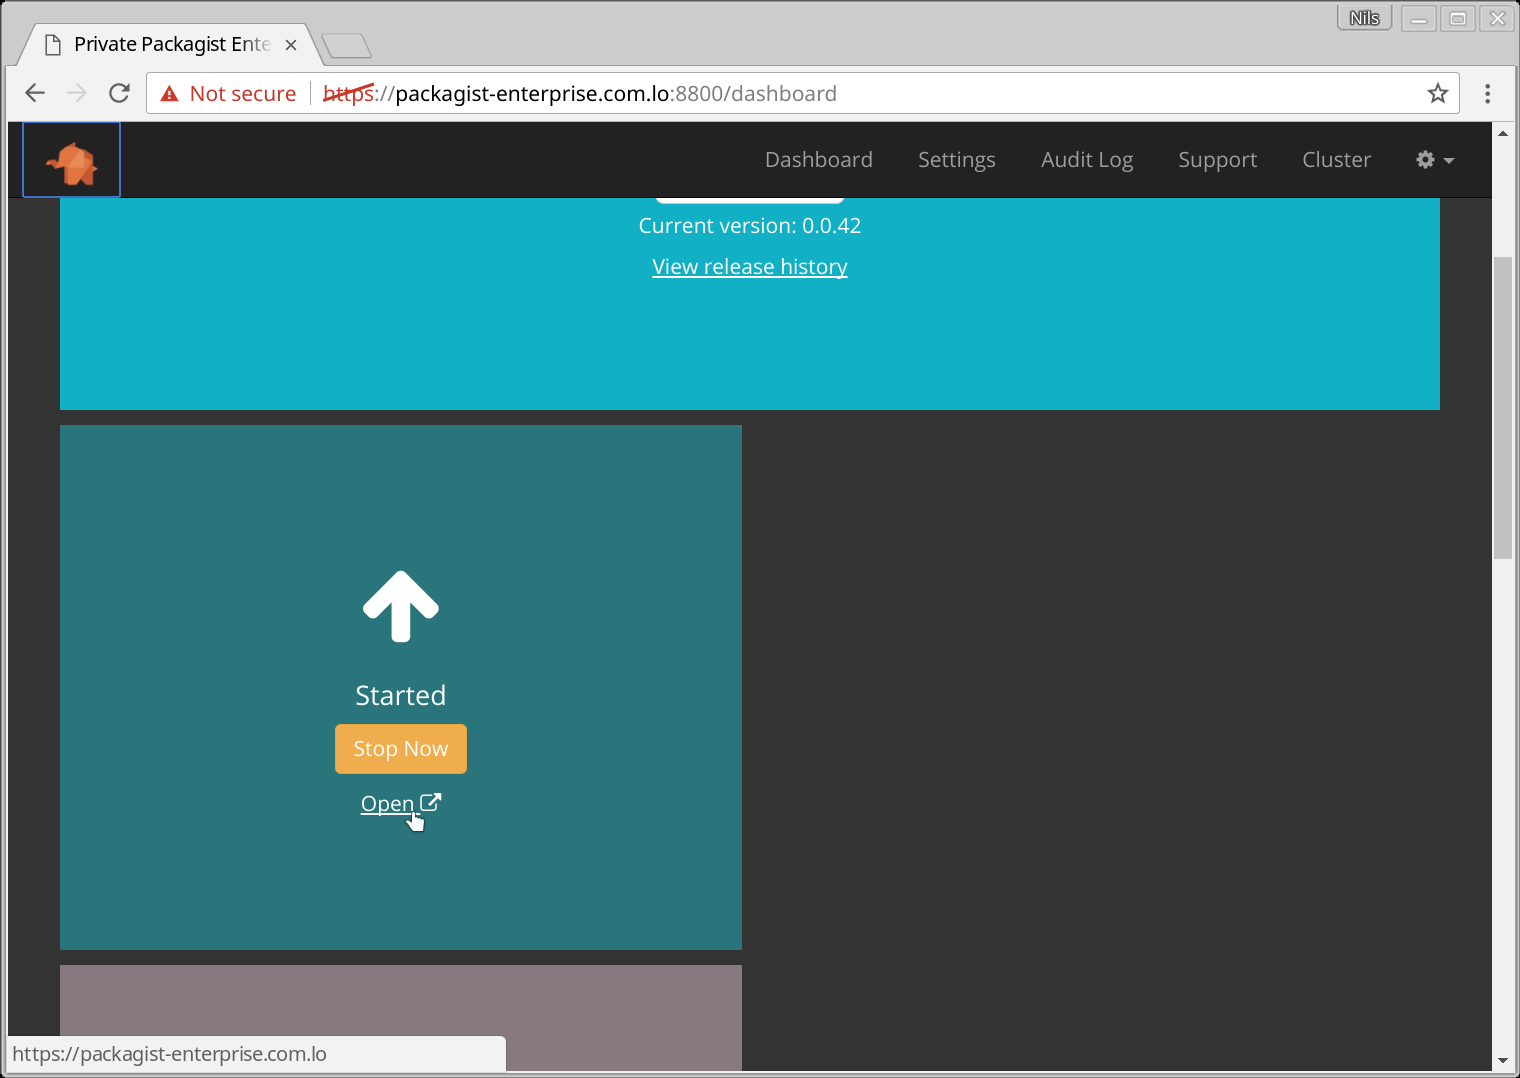 Nils
Private Packagist Ente
Not secure https://packagist-enterprise.com.lo:8800/dashboard
Dashboard Settings Audit Log Support Cluster
Current version: 0.0.42
View release history
Started
Stop Now
Open
https://packagist-enterprise.com.lo